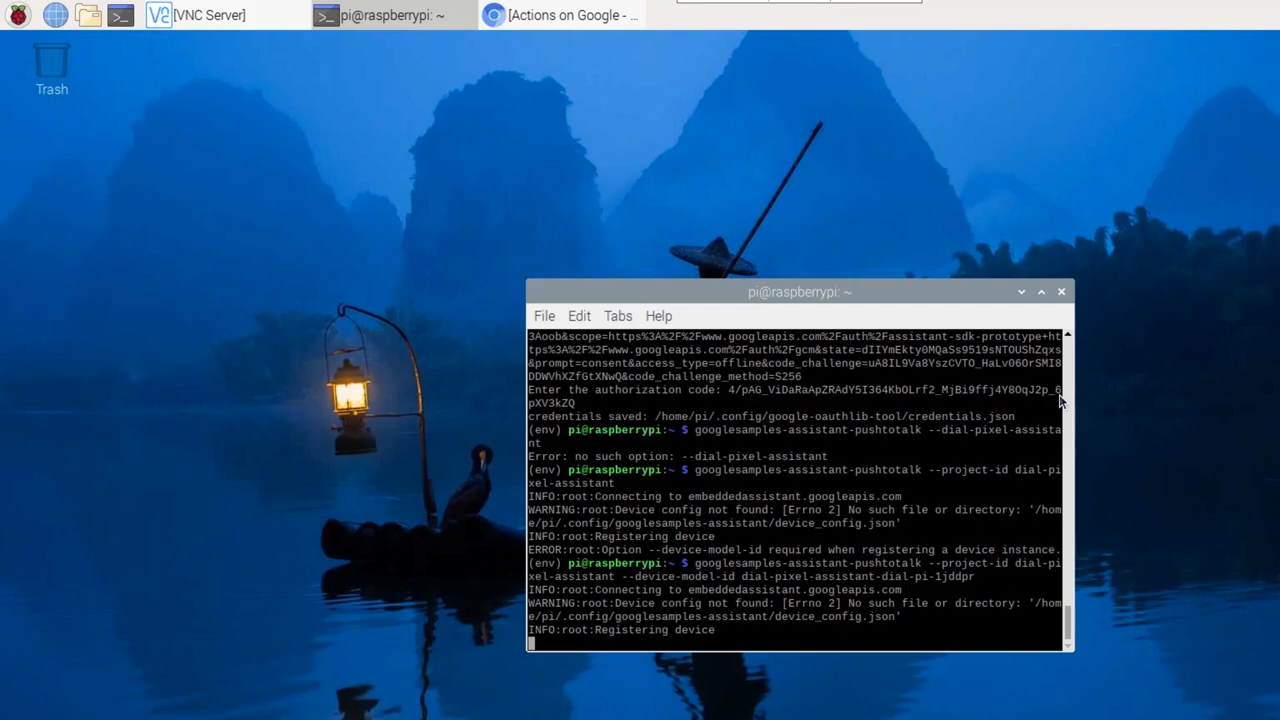 [VNC Server]
pi@raspberrypi: ~
[Actions on Google - ...
Trash
pi@raspberrypi: ~
File Edit Tabs Help
3Aoob&scope=https%3A%2F%2Fwww.googleapis.com%2Fauth%2Fassistant-sdk-prototype+ht
tps%3A%2F%2Fwww.googleapis.com%2Fauth%2Fgcm&state=dIIYmEkty0MQaSs9519sNTOUShZqxs
&prompt=consent&access_type=offline&code_challenge=uA8IL9Va8YszCVTO_HaLv06OrSMI8
DDWVhXZfGtXNwQ&code_challenge_method=S256
Enter the authorization code: 4/pAG_ViDaRaApZRAdY5I364KbOLrf2_MjBi9ffj4Y8OqJ2p_6
pXV3kZQ
credentials saved: /home/pi/.config/google-oauthlib-tool/credentials.json
(env) pi@raspberrypi:~ $ googlesamples-assistant-pushtotalk --dial-pixel-assista
nt
Error: no such option: --dial-pixel-assistant
(env) pi@raspberrypi:~ $ googlesamples-assistant-pushtotalk --project-id dial-pi
xel-assistant
INFO:root:Connecting to embeddedassistant.googleapis.com
WARNING:root:Device config not found: [Errno 2] No such file or directory: '/hom
e/pi/.config/googlesamples-assistant/device_config.json'
INFO:root:Registering device
ERROR:root:Option --device-model-id required when registering a device instance.
(env) pi@raspberrypi:~ $ googlesamples-assistant-pushtotalk --project-id dial-pi
xel-assistant --device-model-id dial-pixel-assistant-dial-pi-1jddpr
INFO:root:Connecting to embeddedassistant.googleapis.com
WARNING:root:Device config not found: [Errno 2] No such file or directory: '/hom
e/pi/.config/googlesamples-assistant/device_config.json'
INFO:root:Registering device